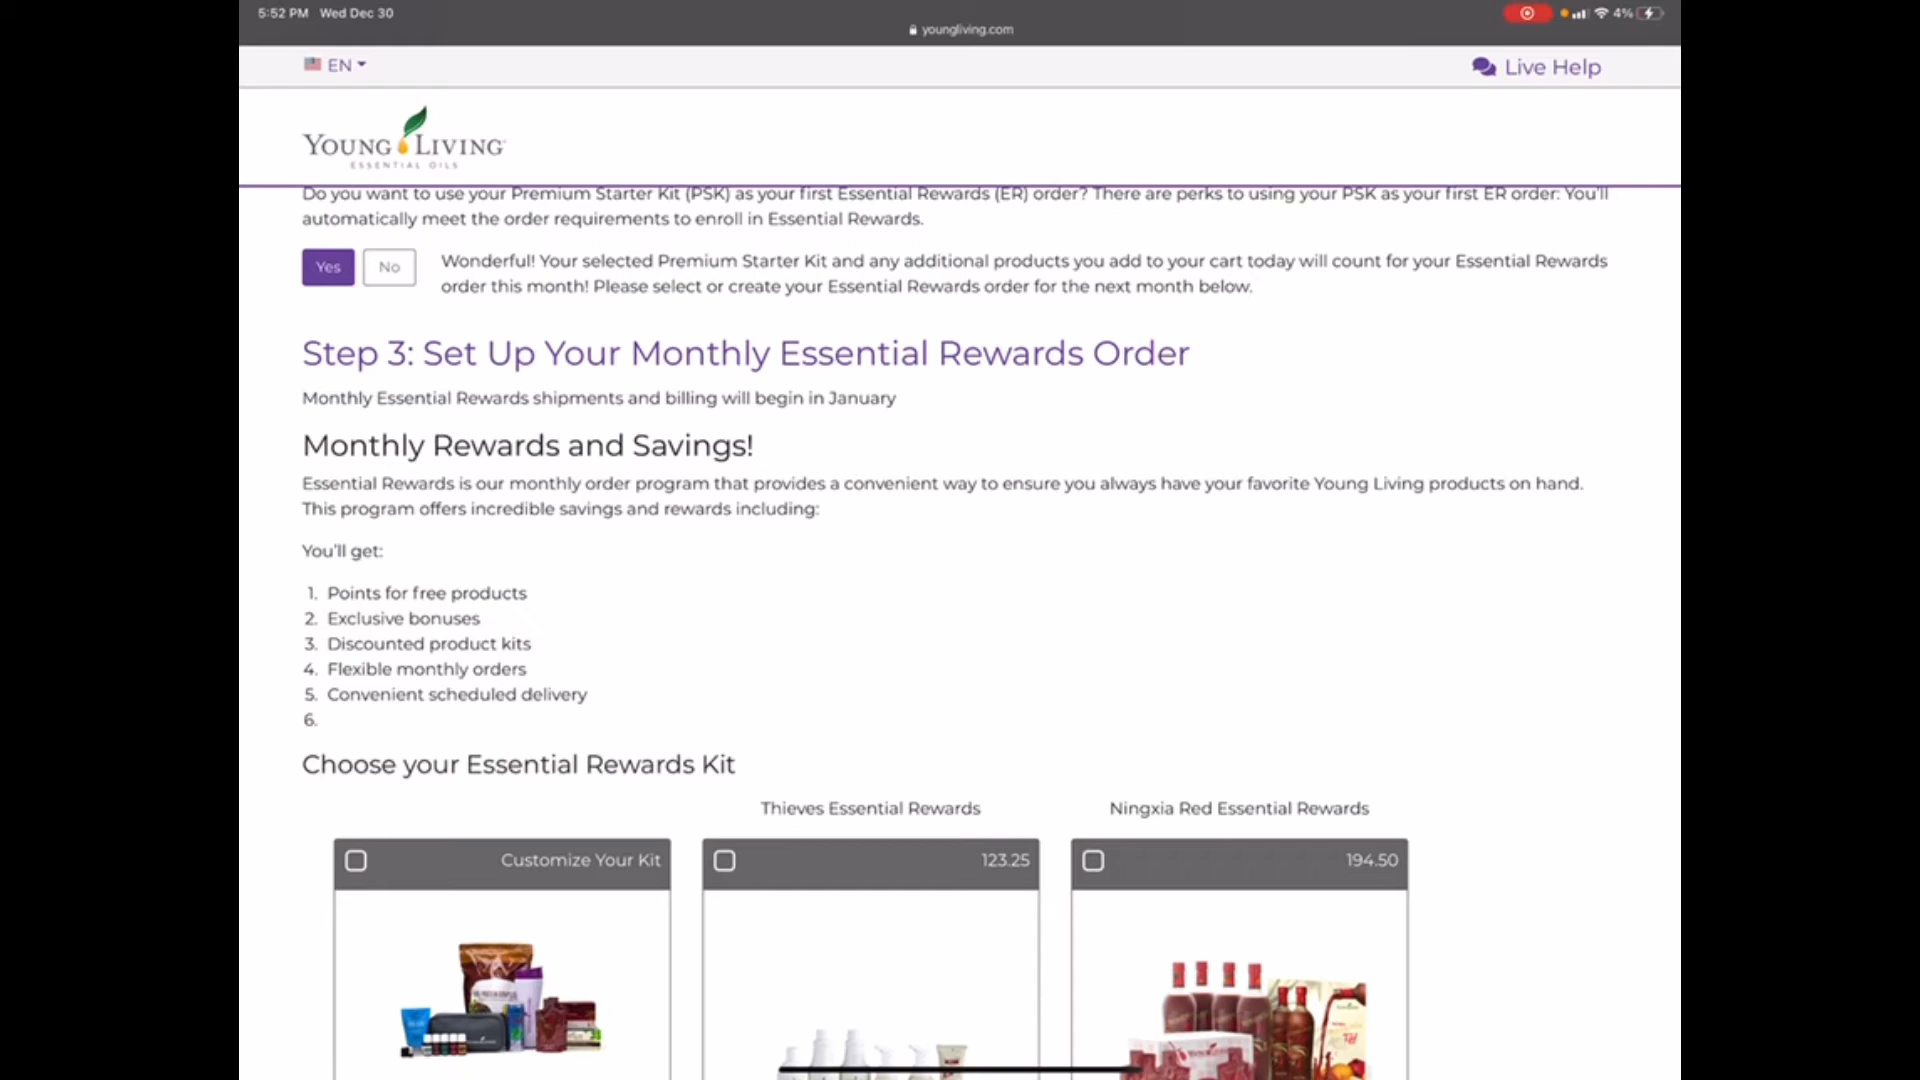 5:52 PM Wed Dec 30
4%
youngliving.com
EN
Live Help
YOUNG LIVING
ESSENTIAL OILS
Do you want to use your Premium Starter Kit (PSK) as your first Essential Rewards (ER) order? There are perks to using your PSK as your first ER order: You'll
automatically meet the order requirements to enroll in Essential Rewards.
Yes
No
Wonderful! Your selected Premium Starter Kit and any additional products you add to your cart today will count for your Essential Rewards
order this month! Please select or create your Essential Rewards order for the next month below.
Step 3: Set Up Your Monthly Essential Rewards Order
Monthly Essential Rewards shipments and billing will begin in January
Monthly Rewards and Savings!
Essential Rewards is our monthly order program that provides a convenient way to ensure you always have your favorite Young Living products on hand.
This program offers incredible savings and rewards including:
You'll get:
1. Points for free products
2. Exclusive bonuses
3. Discounted product kits
4. Flexible monthly orders
5. Convenient scheduled delivery
6.
Choose your Essential Rewards Kit
Thieves Essential Rewards
Ningxia Red Essential Rewards
Customize Your Kit
123.25
194.50